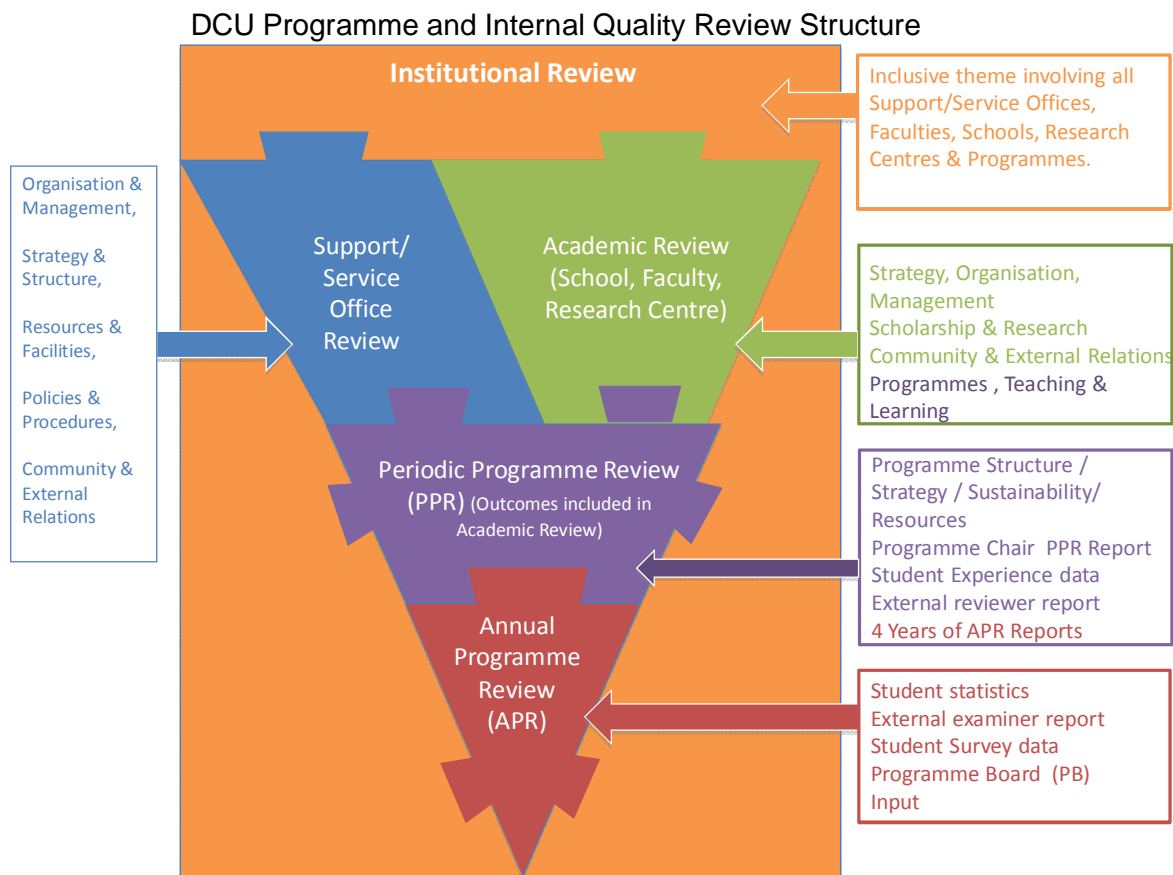 DCU Programme and Internal Quality Review Structure
Institutional Review
Inclusive theme involving all
Support/Service Offices,
Faculties, Schools, Research
Centres & Programmes.
Organisation &
Management,
Strategy &
Structure,
Resources &
Facilities,
Policies &
Procedures,
Community &
External
Relations
Support/
Service
Office
Review
Academic Review
(School, Faculty,
Research Centre)
Strategy, Organisation,
Management
Scholarship & Research
Community & External Relations
Programmes , Teaching &
Learning
Periodic Programme Review
(PPR) (Outcomes included in
Academic Review)
Programme Structure /
Strategy / Sustainability/
Resources
Programme Chair PPR Report
Student Experience data
External reviewer report
4 Years of APR Reports
Annual
Programme
Review
(APR)
Student statistics
External examiner report
Student Survey data
Programme Board (PB)
Input